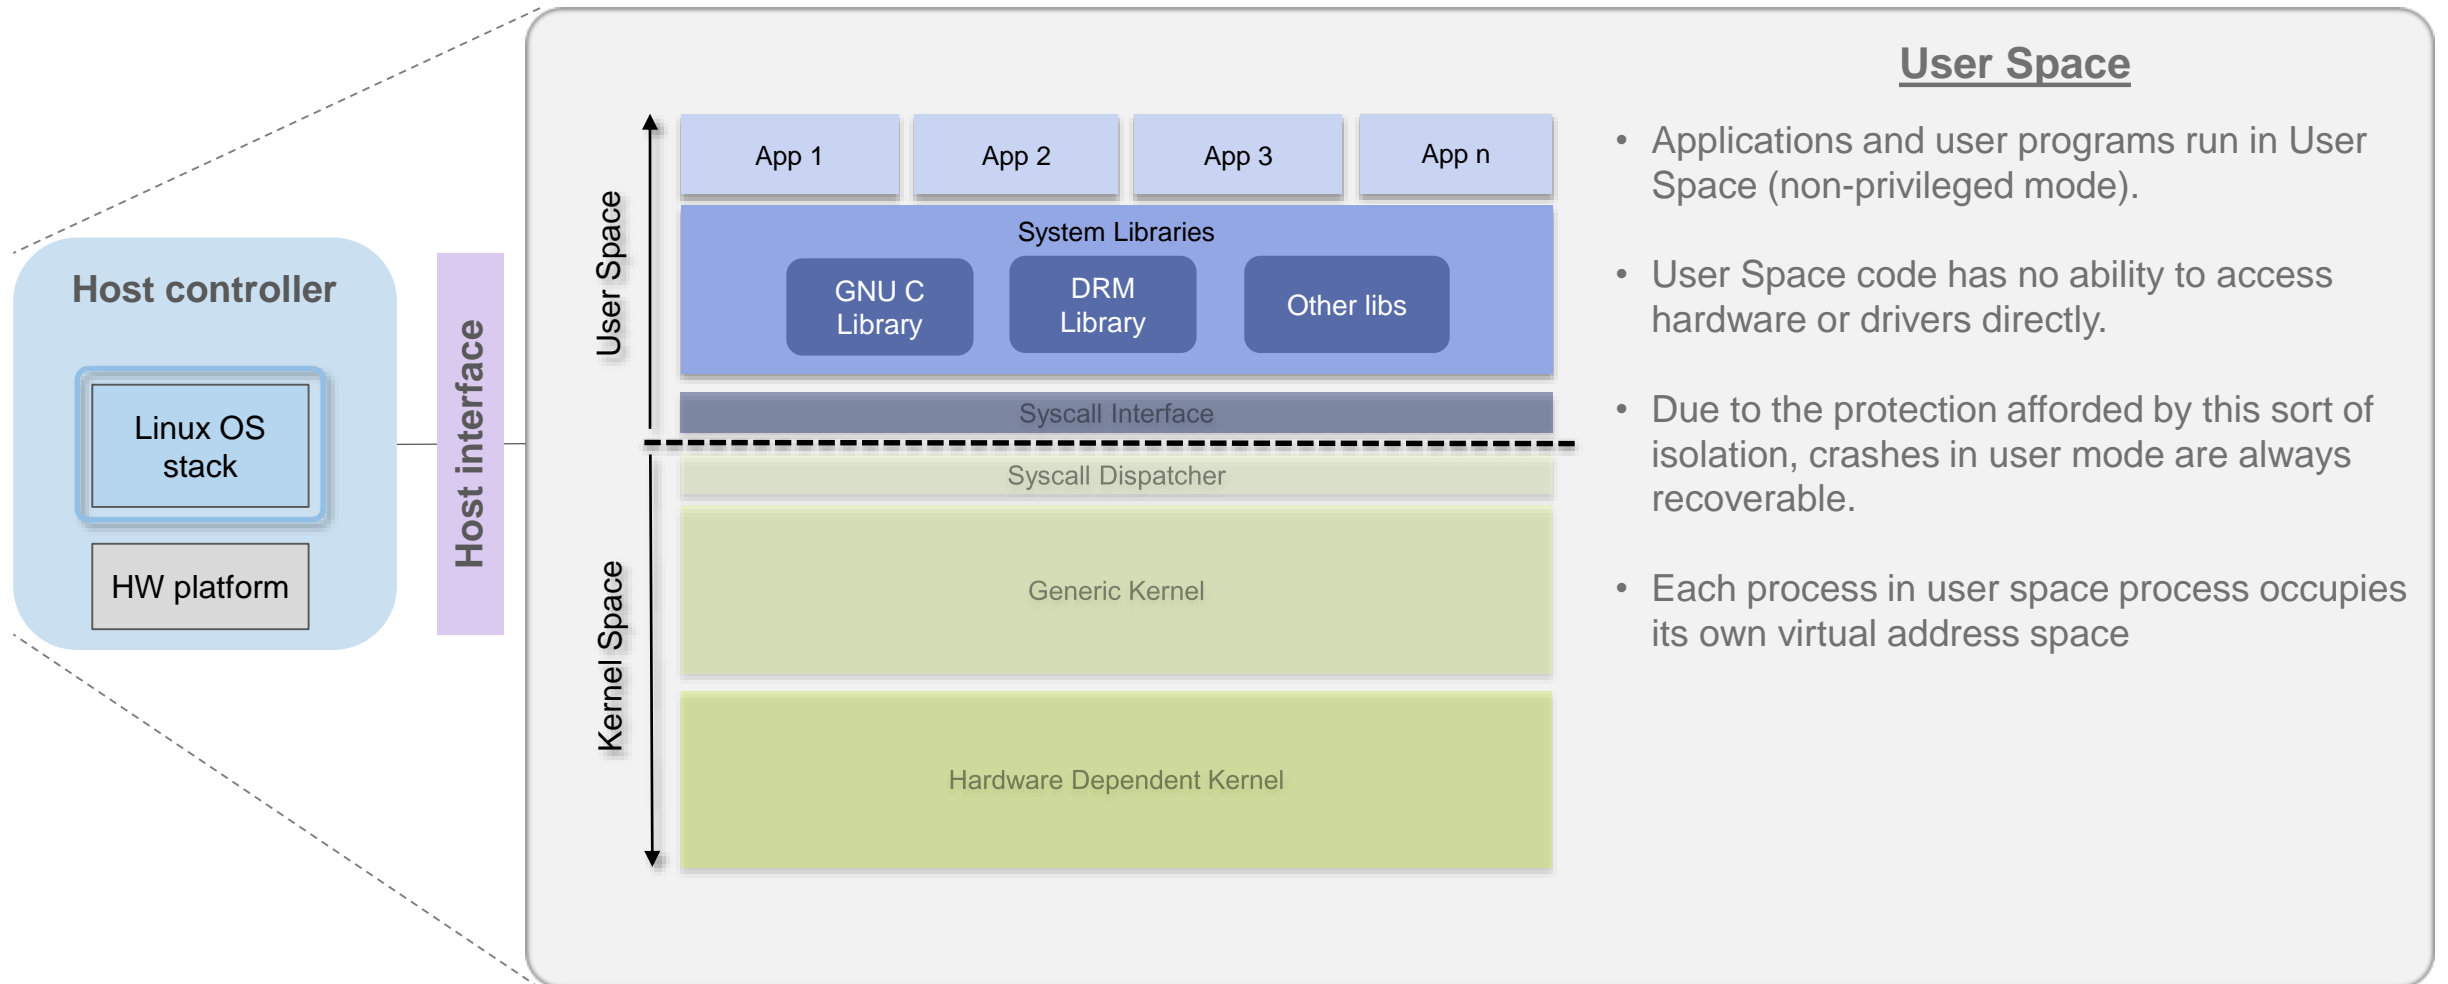 Host controller
Linux OS
stack
HW platform
Host interface
User Space
Kernel Space
App 1
App 2
App 3
App n
System Libraries
GNU C
Library
DRM
Library
Other libs
Syscall Interface
Syscall Dispatcher
Generic Kernel
Hardware Dependent Kernel
User Space
• Applications and user programs run in User
Space (non-privileged mode).
• User Space code has no ability to access
hardware or drivers directly.
• Due to the protection afforded by this sort of
isolation, crashes in user mode are always
recoverable.
• Each process in user space process occupies
its own virtual address space